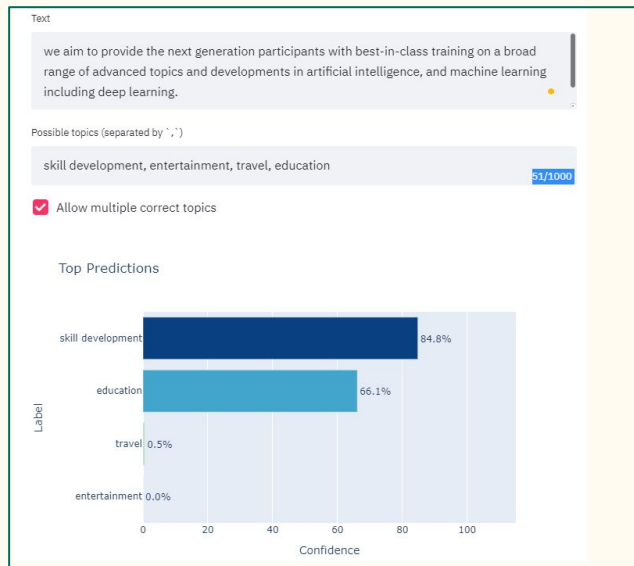 Text
we aim to provide the next generation participants with best-in-class training on a broad
range of advanced topics and developments in artificial intelligence, and machine learning
including deep learning.
Possible topics (separated by `,`)
skill development, entertainment, travel, education
51/1000
Allow multiple correct topics
Top Predictions
skill development 84.8%
education 66.1%
travel 0.5%
entertainment 0.0%
Label
0 20 40 60 80 100
Confidence